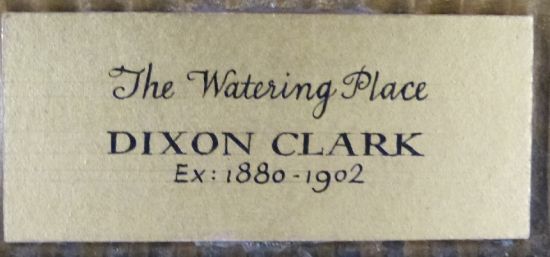 The Watering Place
DIXON CLARK
Ex: 1880-1902